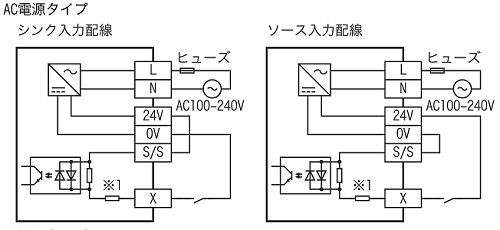 AC電源タイプ
シンク入力配線
L
ヒューズ
N
AC100-240V
24V
0V
S/S
※1
X
ソース入力配線
L
ヒューズ
N
AC100-240V
24V
0V
S/S
※1
X